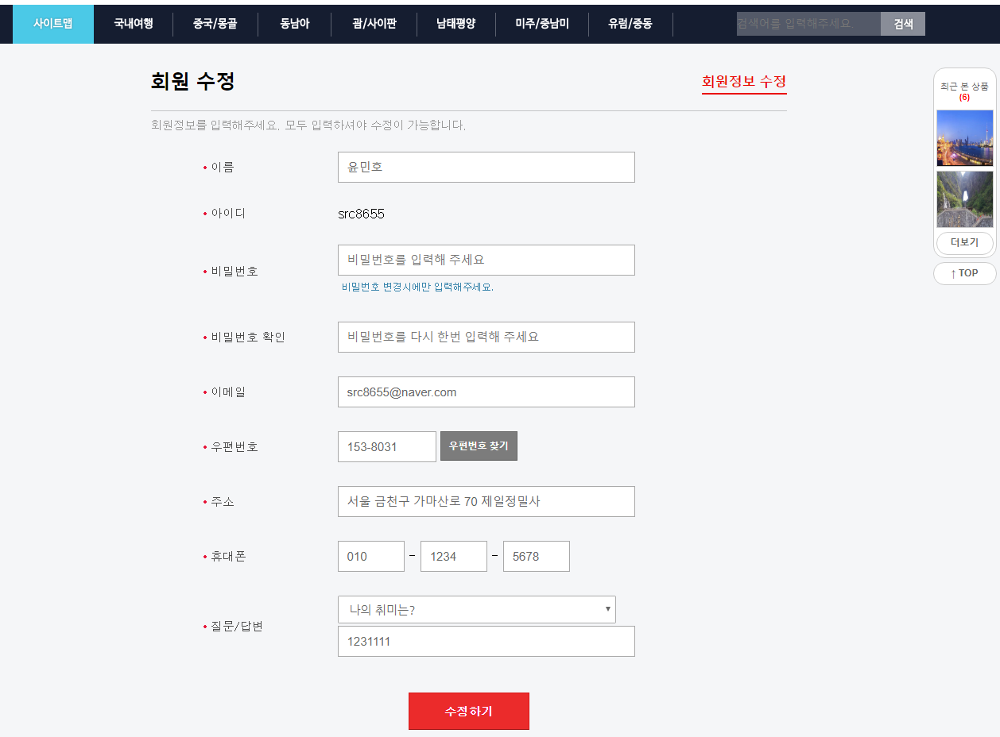 사이트맵 국내여행 중국/몽골 동남아 괌/사이판 남태평양 미주/중남미 유럼/중동 검색어를 입력해주세요. 검색
회원 수정 회원정보 수정
회원정보를 입력해주세요. 모두 입력하셔야 수정이 가능합니다.
이름 윤민호
아이디 src8655
비밀번호 비밀번호를 입력해 주세요
비밀번호 변경시에만 입력해주세요.
비밀번호 확인 비밀번호를 다시 한번 입력해 주세요
이메일 src8655@naver.com
우편번호 153-8031 우편번호 찾기
주소 서울 금천구 가마산로 70 제일정밀사
휴대폰 010 - 1234 - 5678
질문/답변 나의 취미는?
1231111
수정하기
최근 본 상품
(6)
더보기
↑ TOP